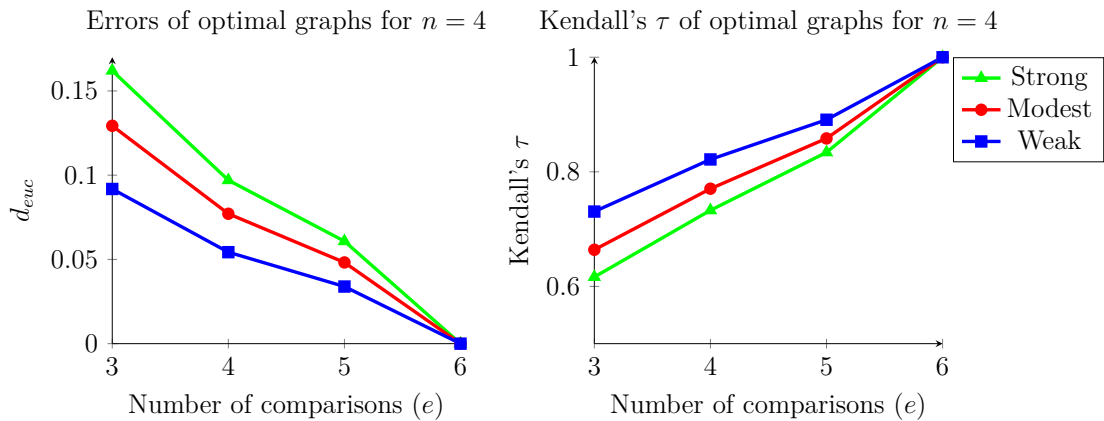 Errors of optimal graphs for n = 4
0.15
0.1
0.05
0
3 4 5 6
d_euc
Number of comparisons (e)
Kendall's τ of optimal graphs for n = 4
1
0.8
0.6
3 4 5 6
Kendall's τ
Number of comparisons (e)
Strong
Modest
Weak